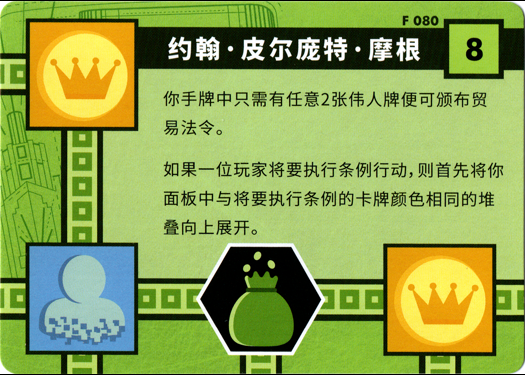 F 080
约翰·皮尔庞特·摩根
8
你手牌中只需有任意2张伟人牌便可颁布贸
易法令。
如果一位玩家将要执行条例行动,则首先将你
面板中与将要执行条例的卡牌颜色相同的堆
叠向上展开。